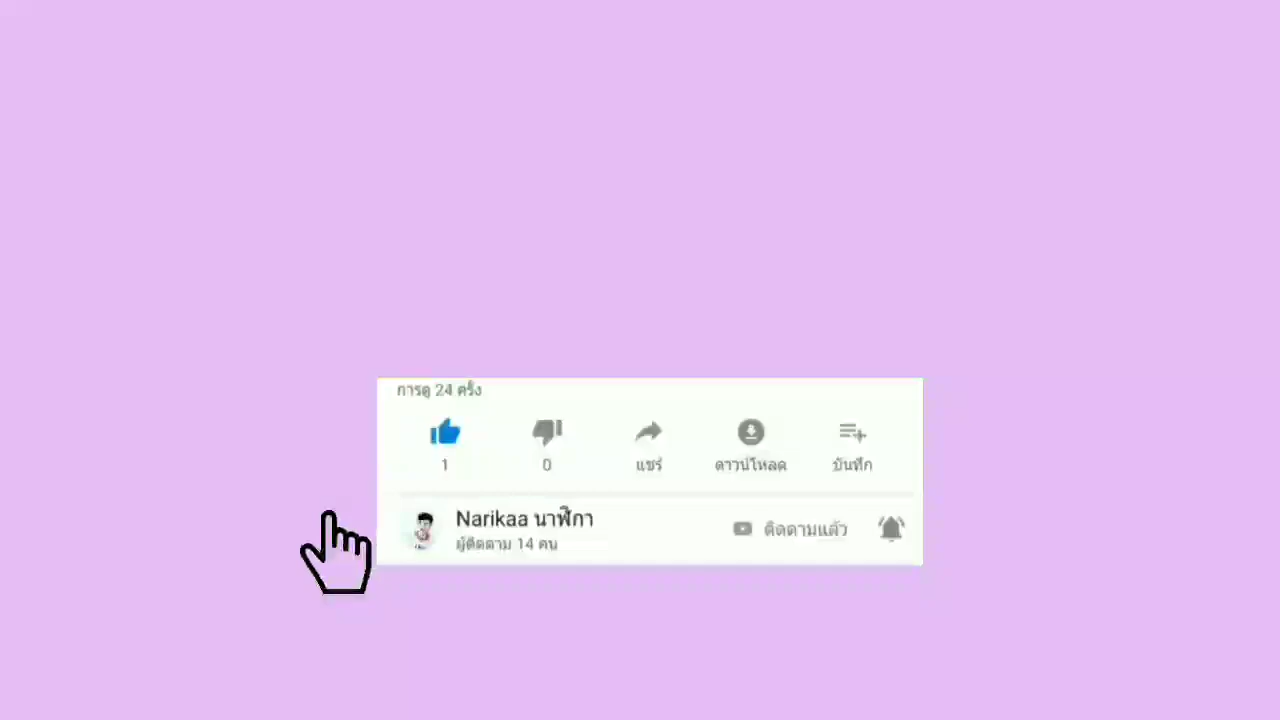 การดู 24 ครั้ง
1 0 แชร์ ดาวน์โหลด บันทึก
Narikaa นาฬิกา
ติดตามแล้ว
ผู้ติดตาม 14 คน